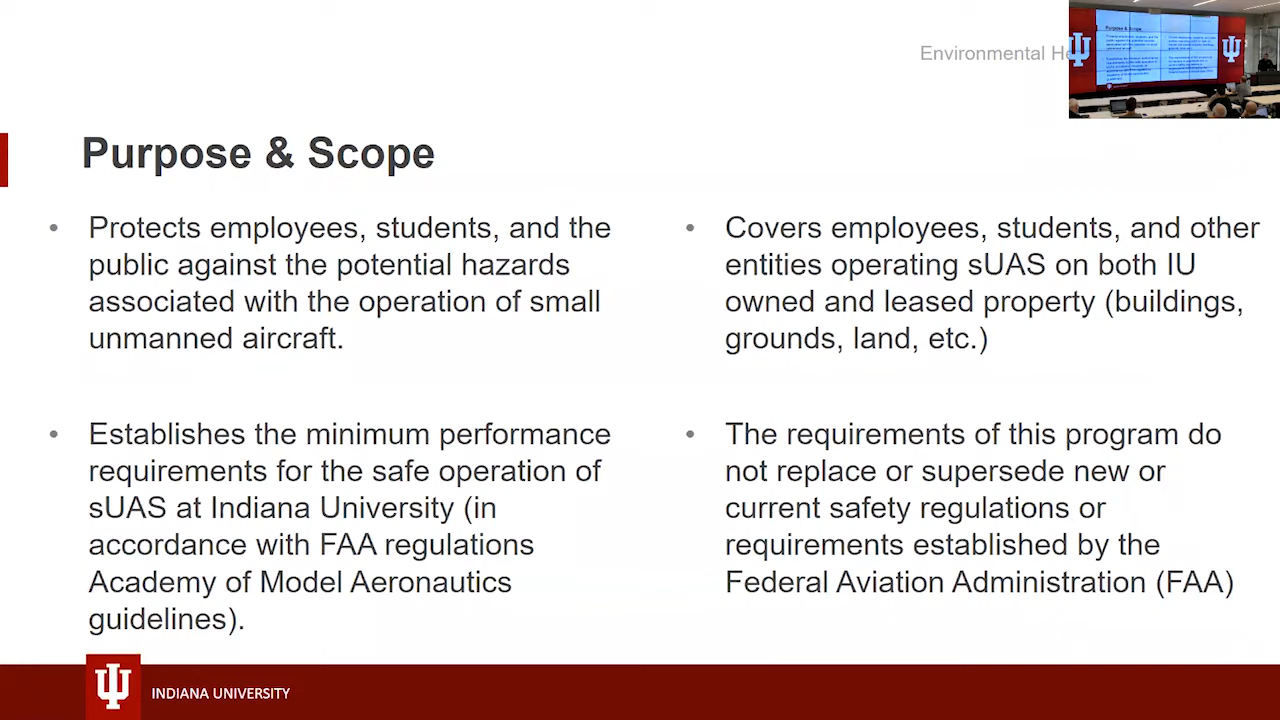 Environmental
Purpose & Scope
• Protects employees, students, and the
public against the potential hazards
associated with the operation of small
unmanned aircraft.
• Establishes the minimum performance
requirements for the safe operation of
sUAS at Indiana University (in
accordance with FAA regulations
Academy of Model Aeronautics
guidelines).
• Covers employees, students, and other
entities operating sUAS on both IU
owned and leased property (buildings,
grounds, land, etc.)
• The requirements of this program do
not replace or supersede new or
current safety regulations or
requirements established by the
Federal Aviation Administration (FAA)
INDIANA UNIVERSITY
Purpose & Scope